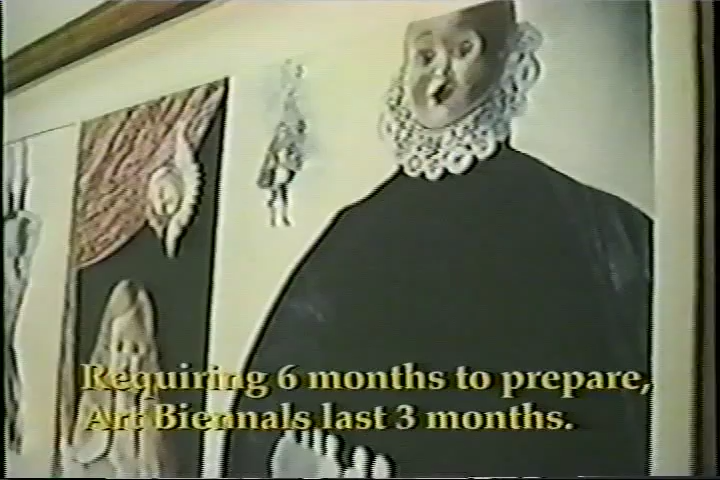 Requiring 6 months to prepare,
Art Biennals last 3 months.